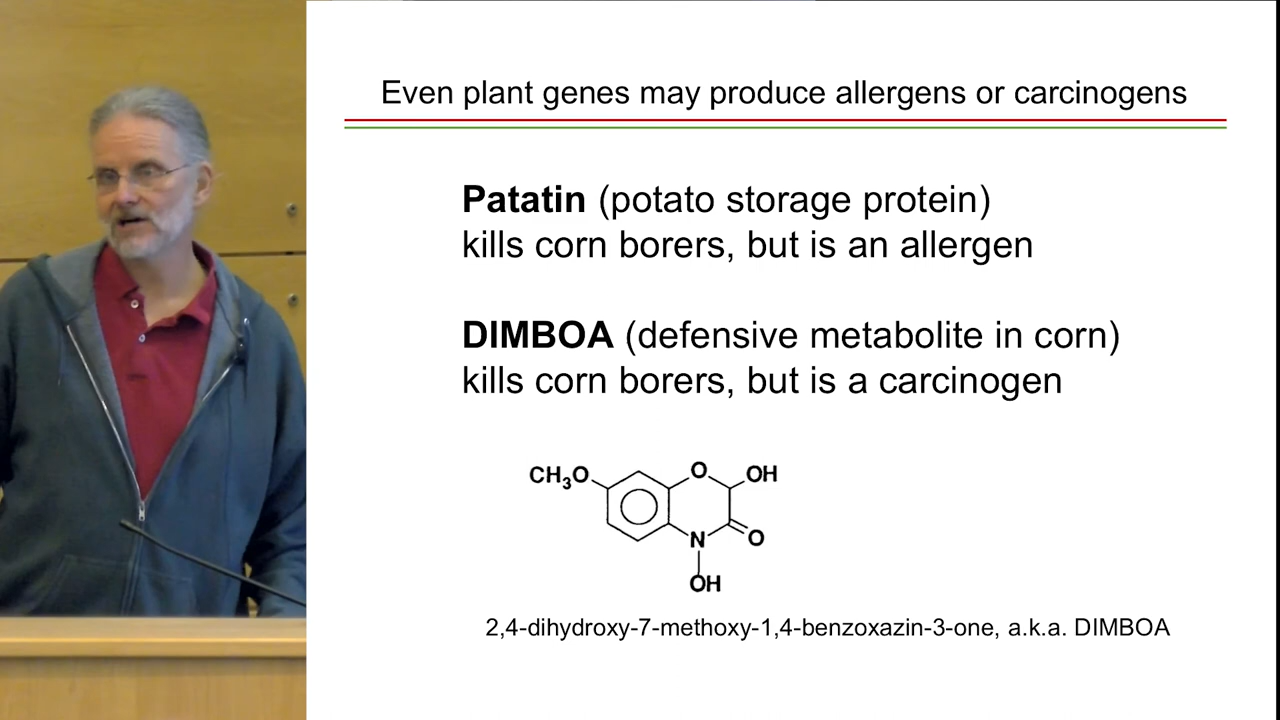 Even plant genes may produce allergens or carcinogens
Patatin (potato storage protein)
kills corn borers, but is an allergen
DIMBOA (defensive metabolite in corn)
kills corn borers, but is a carcinogen
CH3O
O
OH
N
O
OH
2,4-dihydroxy-7-methoxy-1,4-benzoxazin-3-one, a.k.a. DIMBOA